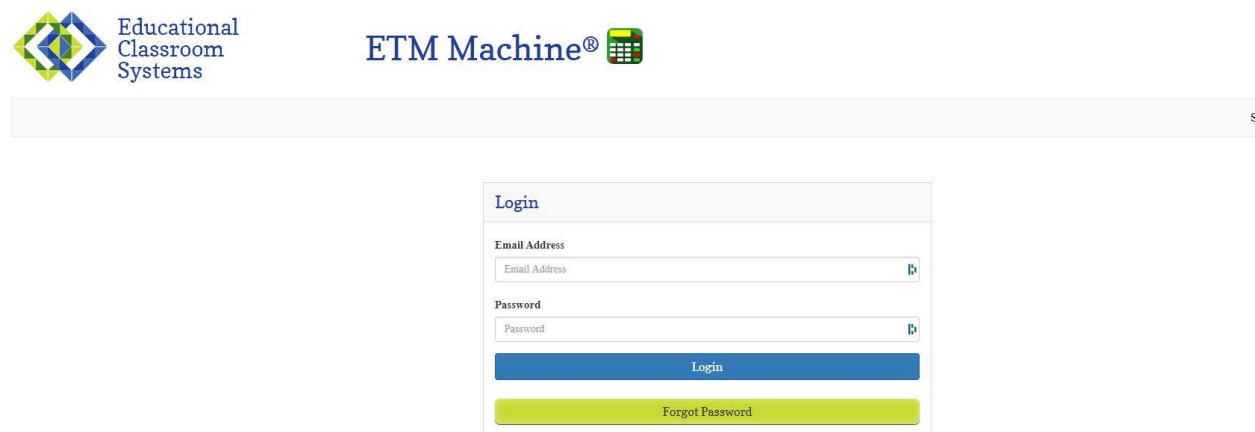 Educational
Classroom
Systems
ETM Machine®
Login
Email Address
Email Address
Password
Password
Login
Forgot Password